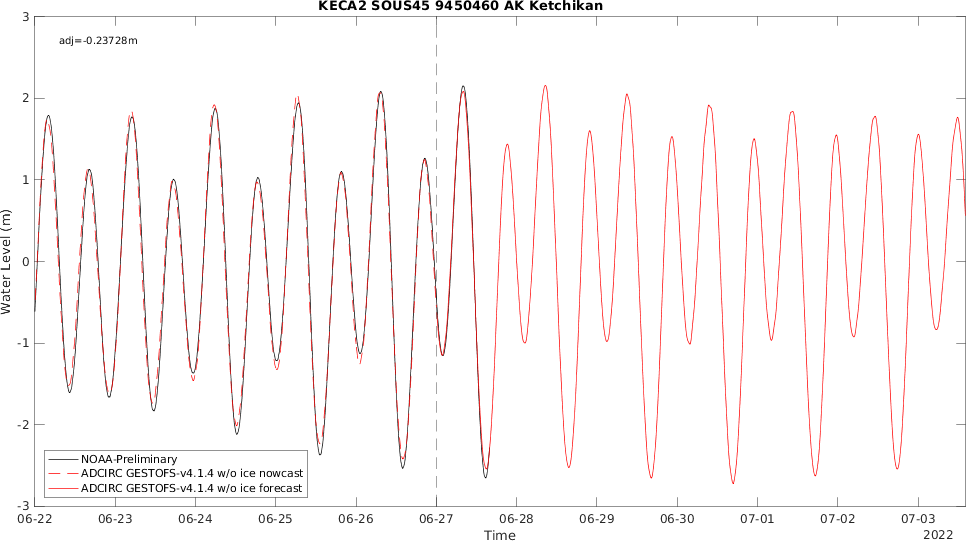 KECA2 SOUS45 9450460 AK Ketchikan
adj=-0.23728m
3
2
1
0
-1
-2
-3
Water Level (m)
NOAA-Preliminary
ADCIRC GESTOFS-v4.1.4 w/o ice nowcast
ADCIRC GESTOFS-v4.1.4 w/o ice forecast
06-22 06-23 06-24 06-25 06-26 06-27 06-28 06-29 06-30 07-01 07-02 07-03
2022
Time